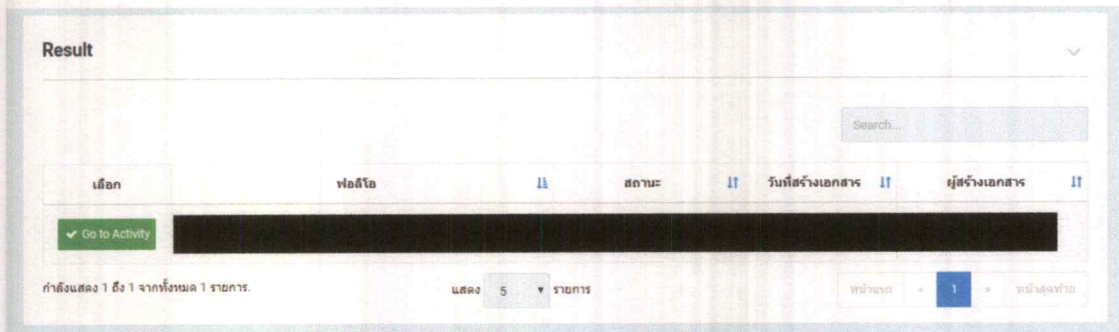 Result
Search...
เลือก ฟอลิโอ สถานะ วันที่สร้างเอกสาร ผู้สร้างเอกสาร
Go to Activity
กำลังแสดง 1 ถึง 1 จากทั้งหมด 1 รายการ. แสดง 5 รายการ หน้าแรก « 1 » หน้าสุดท้าย